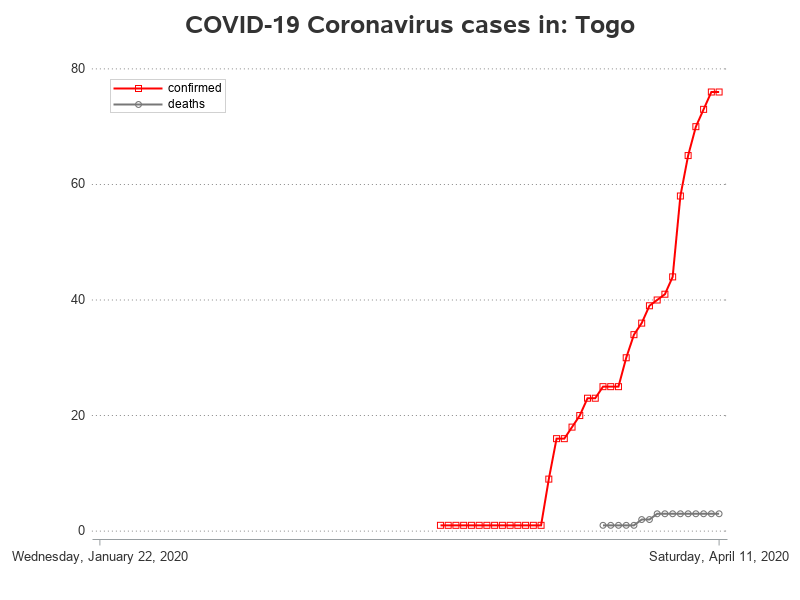 COVID-19 Coronavirus cases in: Togo
80
confirmed
deaths
60
40
20
0
Wednesday, January 22, 2020
Saturday, April 11, 2020